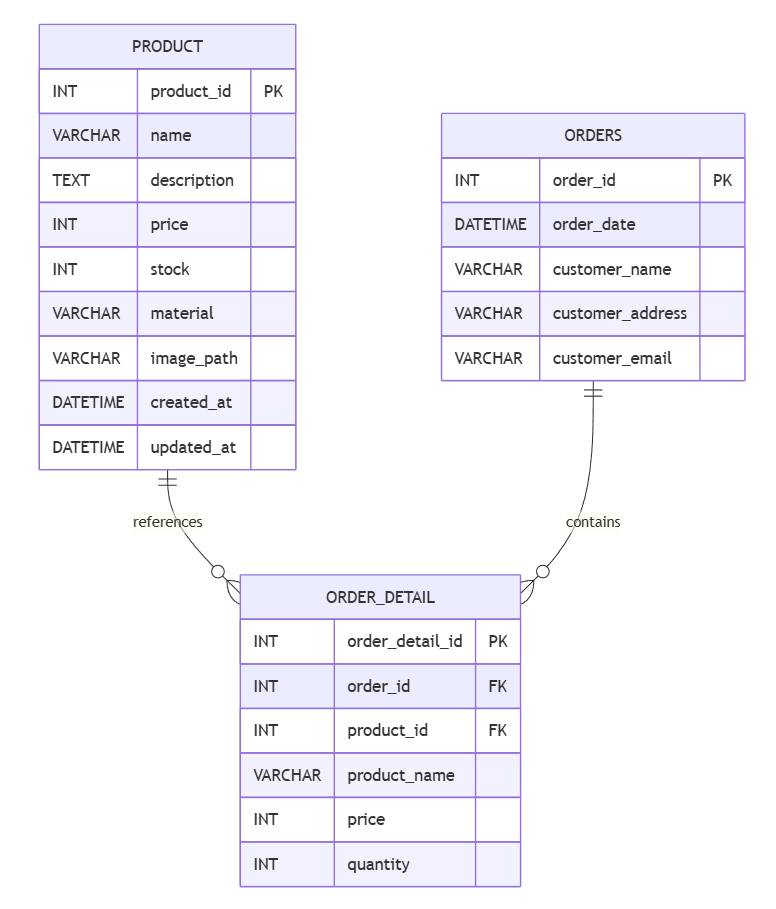 PRODUCT
INT product_id PK
VARCHAR name
TEXT description
INT price
INT stock
VARCHAR material
VARCHAR image_path
DATETIME created_at
DATETIME updated_at
ORDERS
INT order_id PK
DATETIME order_date
VARCHAR customer_name
VARCHAR customer_address
VARCHAR customer_email
references
contains
ORDER_DETAIL
INT order_detail_id PK
INT order_id FK
INT product_id FK
VARCHAR product_name
INT price
INT quantity